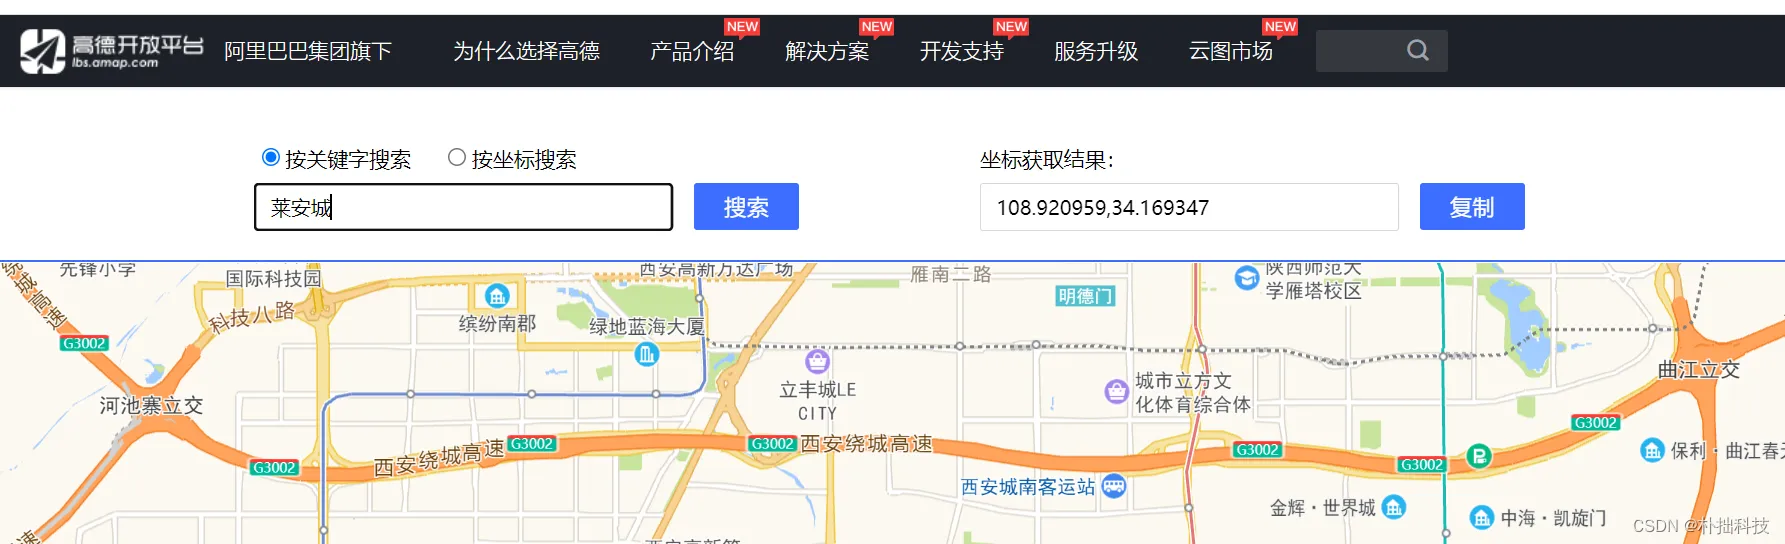 NEW NEW NEW NEW
高德开放平台 阿里巴巴集团旗下 为什么选择高德 产品介绍 解决方案 开发支持 服务升级 云图市场
lbs.amap.com
按关键字搜索 按坐标搜索 坐标获取结果：
莱安城 搜索 108.920959,34.169347 复制
绕城高速
先锋小学
国际科技园
西安高新万达广场
雁南二路
陕西师范大
学雁塔校区
明德门
科技八路
缤纷南郡
绿地蓝海大厦
G3002
立丰城LE
CITY
城市立方文
化体育综合体
曲江立交
河池寨立交
G3002
西安绕城高速
G3002
G3002
西安绕城高速
G3002
G3002
G3002
保利·曲江春天
西安城南客运站
金辉·世界城
中海·凯旋门
速
CSDN @朴拙科技